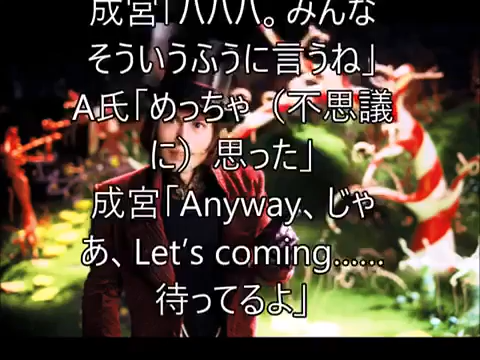 成宮「ハハハ。みんな
そういうふうに言うね」
A氏「めっちゃ（不思議
に）思った」
成宮「Anyway、じゃ
あ、Let's coming……
待ってるよ」